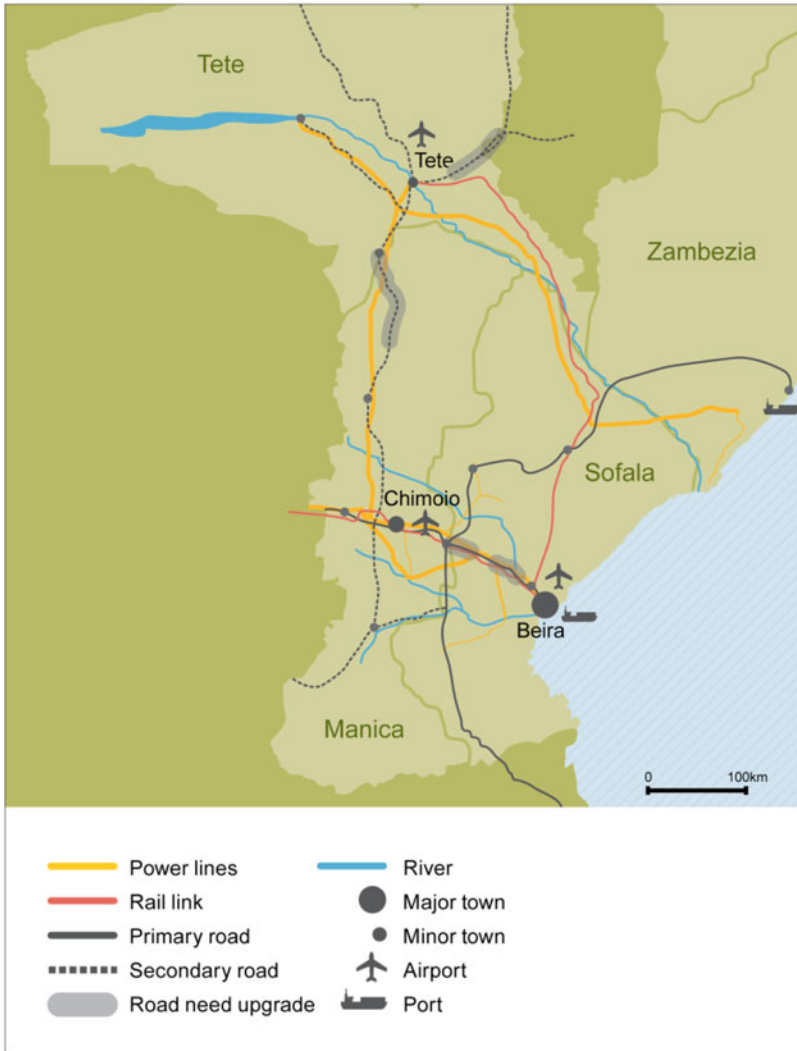 Tete
Tete
Zambezia
Chimoio
Sofala
Beira
Manica
0 100km
Power lines
Rail link
Primary road
Secondary road
Road need upgrade
River
Major town
Minor town
Airport
Port